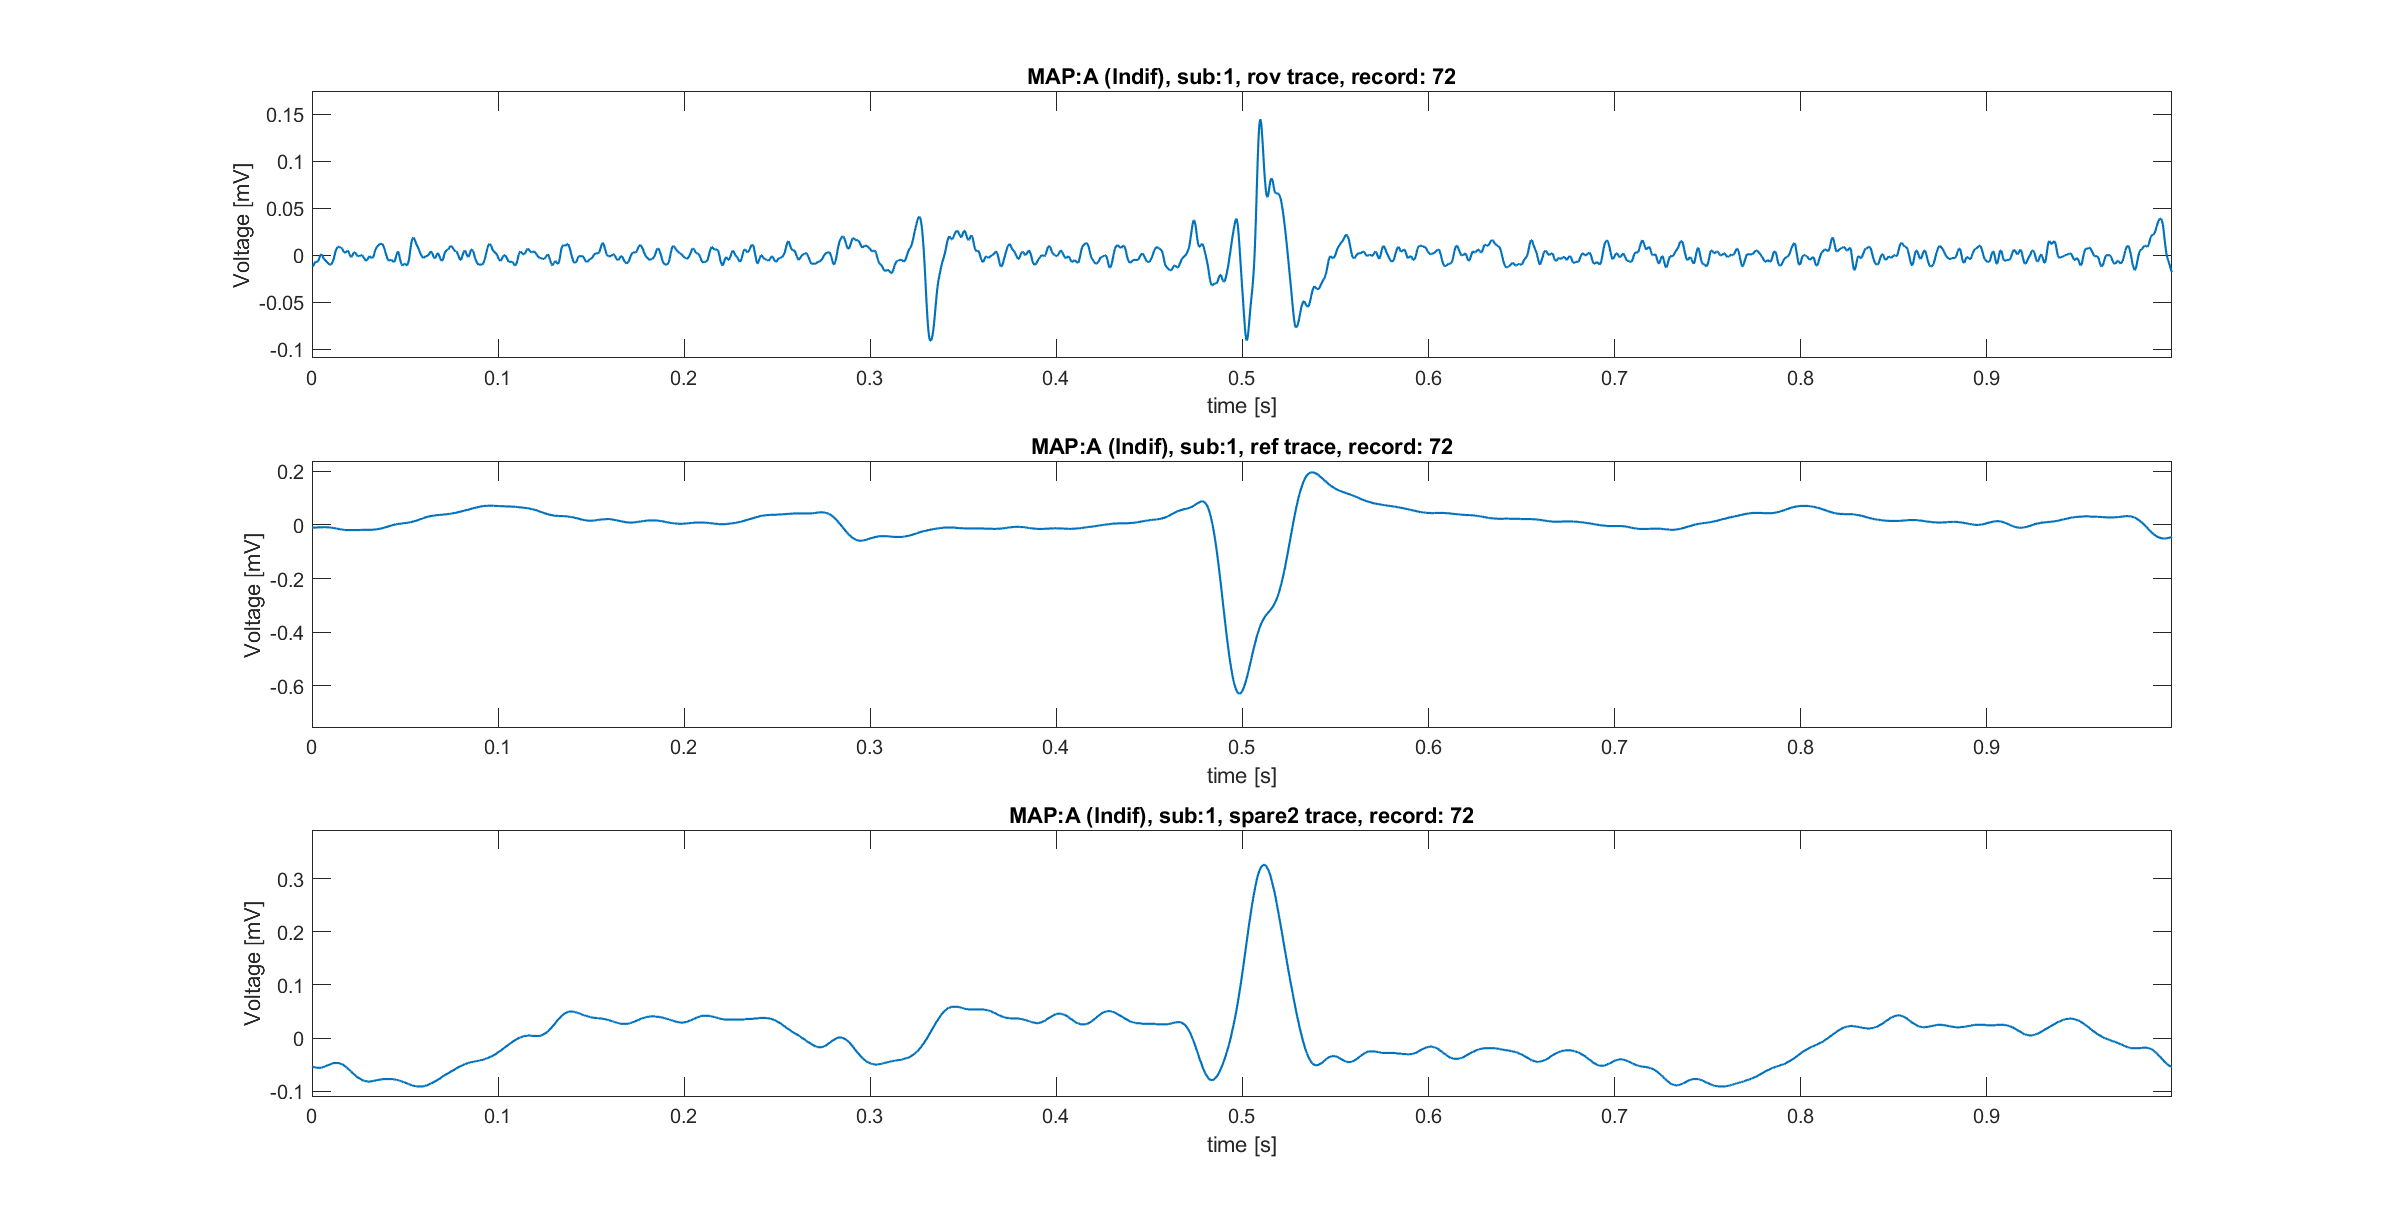 MAP:A (Indif), sub:1, rov trace, record: 72
0.15
0.1
0.05
0
-0.05
-0.1
Voltage [mV]
0 0.1 0.2 0.3 0.4 0.5 0.6 0.7 0.8 0.9
time [s]
MAP:A (Indif), sub:1, ref trace, record: 72
0.2
0
-0.2
-0.4
-0.6
Voltage [mV]
0 0.1 0.2 0.3 0.4 0.5 0.6 0.7 0.8 0.9
time [s]
MAP:A (Indif), sub:1, spare2 trace, record: 72
0.3
0.2
0.1
0
-0.1
Voltage [mV]
0 0.1 0.2 0.3 0.4 0.5 0.6 0.7 0.8 0.9
time [s]